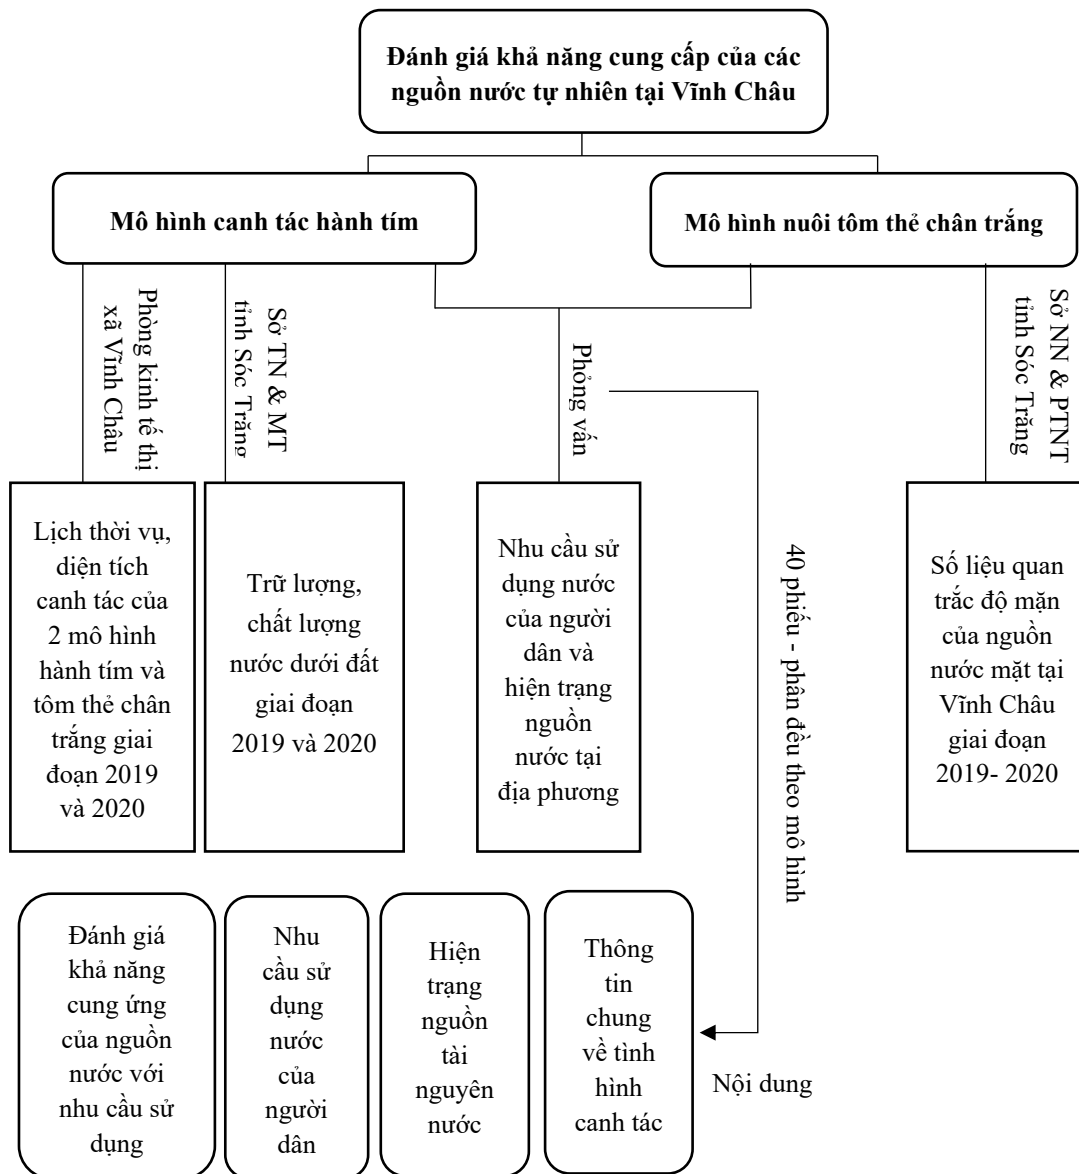 Đánh giá khả năng cung cấp của các
nguồn nước tự nhiên tại Vĩnh Châu
Mô hình canh tác hành tím
Mô hình nuôi tôm thẻ chân trắng
Phòng kinh tế thị
xã Vĩnh Châu
Sở TN & MT
tỉnh Sóc Trăng
Phỏng vấn
Sở NN & PTNT
tỉnh Sóc Trăng
Lịch thời vụ,
diện tích
canh tác của
2 mô hình
hành tím và
tôm thẻ chân
trắng giai
đoạn 2019
và 2020
Trữ lượng,
chất lượng
nước dưới đất
giai đoạn
2019 và 2020
Nhu cầu sử
dụng nước
của người
dân và
hiện trạng
nguồn
nước tại
địa phương
40 phiếu - phân đều theo mô hình
Số liệu quan
trắc độ mặn
của nguồn
nước mặt tại
Vĩnh Châu
giai đoạn
2019- 2020
Đánh giá
khả năng
cung ứng
của nguồn
nước với
nhu cầu sử
dụng
Nhu
cầu sử
dụng
nước
của
người
dân
Hiện
trạng
nguồn
tài
nguyên
nước
Thông
tin
chung
về tình
hình
canh tác
Nội dung